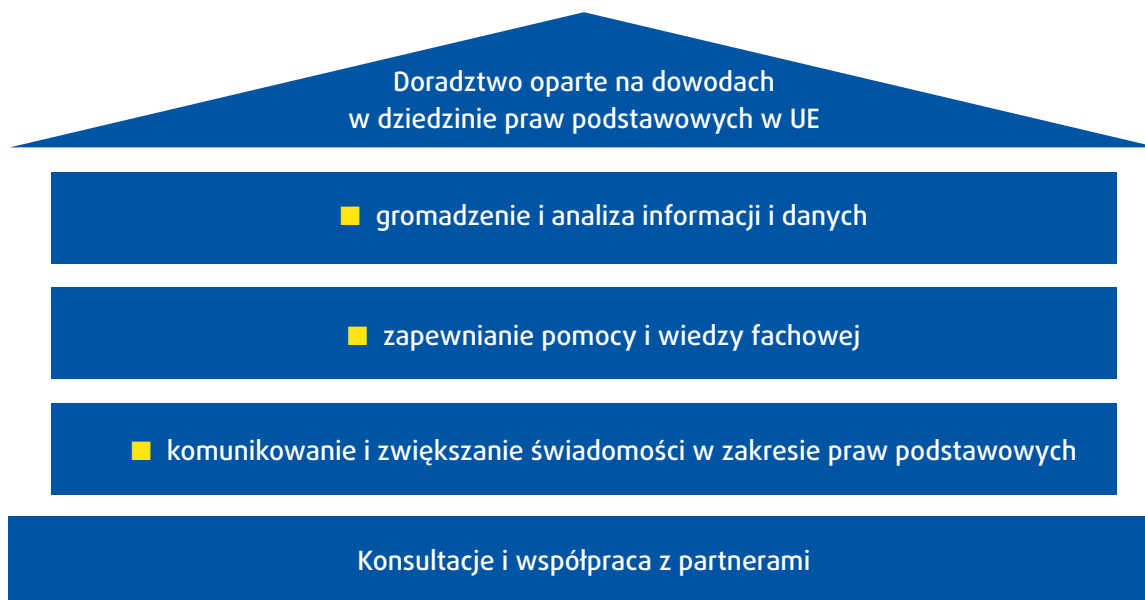 Doradztwo oparte na dowodach
w dziedzinie praw podstawowych w UE
gromadzenie i analiza informacji i danych
zapewnianie pomocy i wiedzy fachowej
komunikowanie i zwiększanie świadomości w zakresie praw podstawowych
Konsultacje i współpraca z partnerami